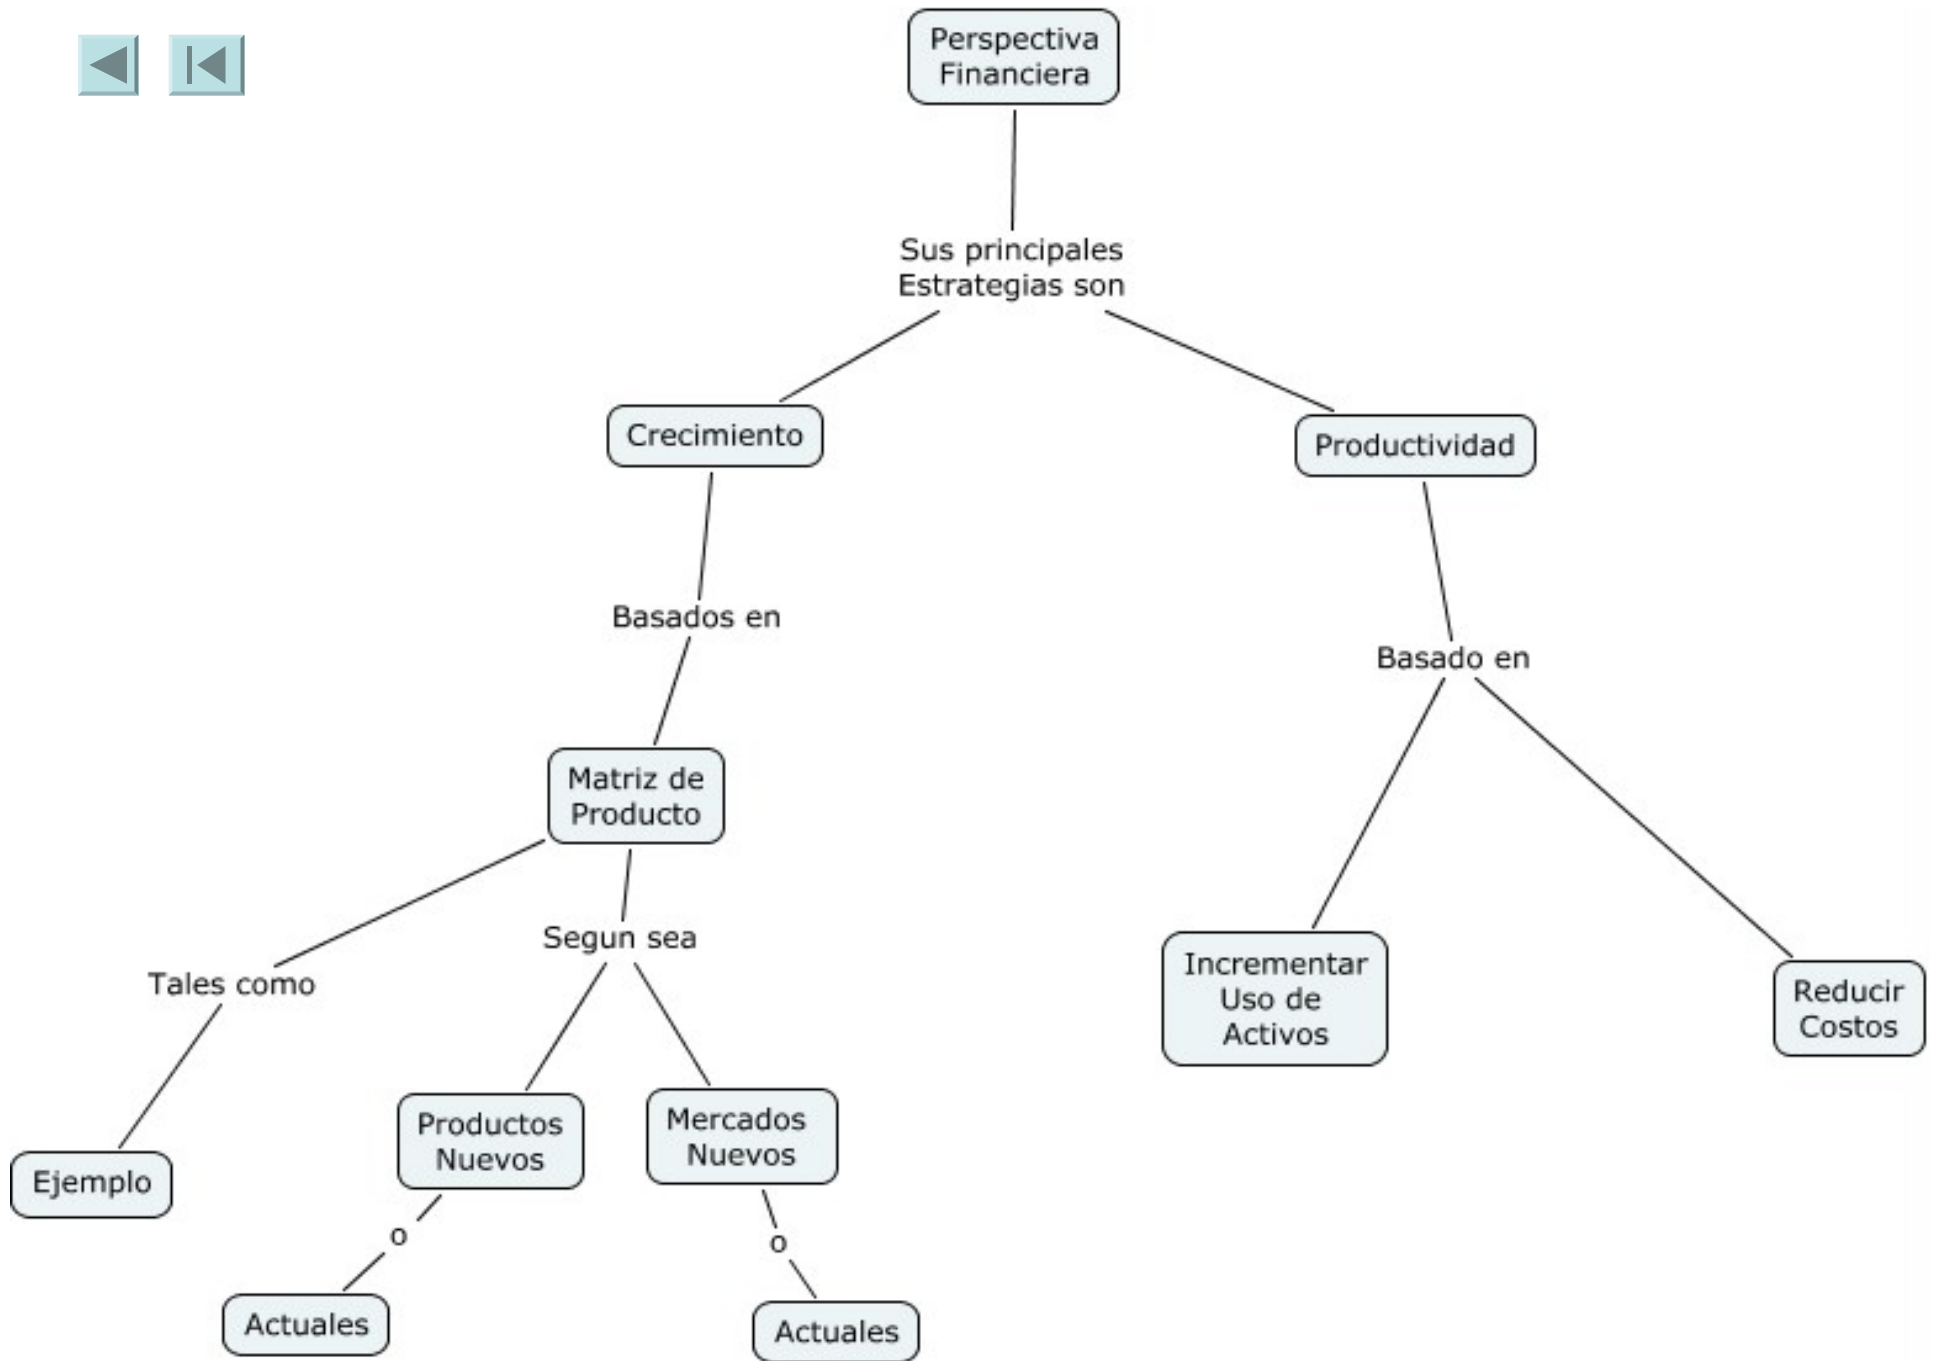 Perspectiva
Financiera
Sus principales
Estrategias son
Crecimiento
Productividad
Basados en
Basado en
Matriz de
Producto
Segun sea
Tales como
Incrementar
Uso de
Activos
Reducir
Costos
Productos
Nuevos
Mercados
Nuevos
Ejemplo
o
o
Actuales
Actuales